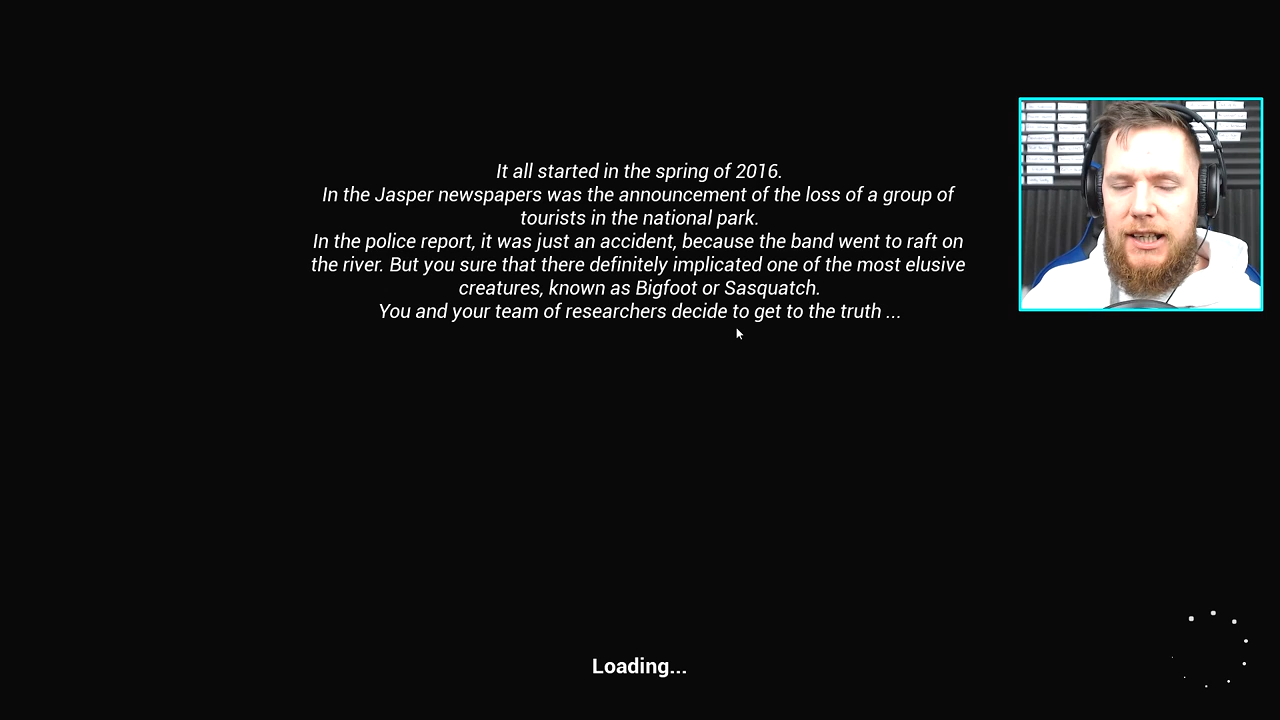 It all started in the spring of 2016.
In the Jasper newspapers was the announcement of the loss of a group of
tourists in the national park.
In the police report, it was just an accident, because the band went to raft on
the river. But you sure that there definitely implicated one of the most elusive
creatures, known as Bigfoot or Sasquatch.
You and your team of researchers decide to get to the truth ...
Loading...